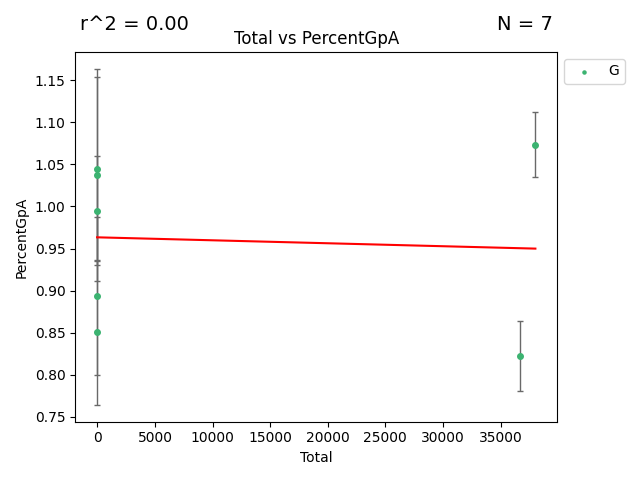 r^2 = 0.00
N = 7
Total vs PercentGpA
G
1.15
1.10
1.05
1.00
0.95
0.90
0.85
0.80
0.75
PercentGpA
0 5000 10000 15000 20000 25000 30000 35000
Total